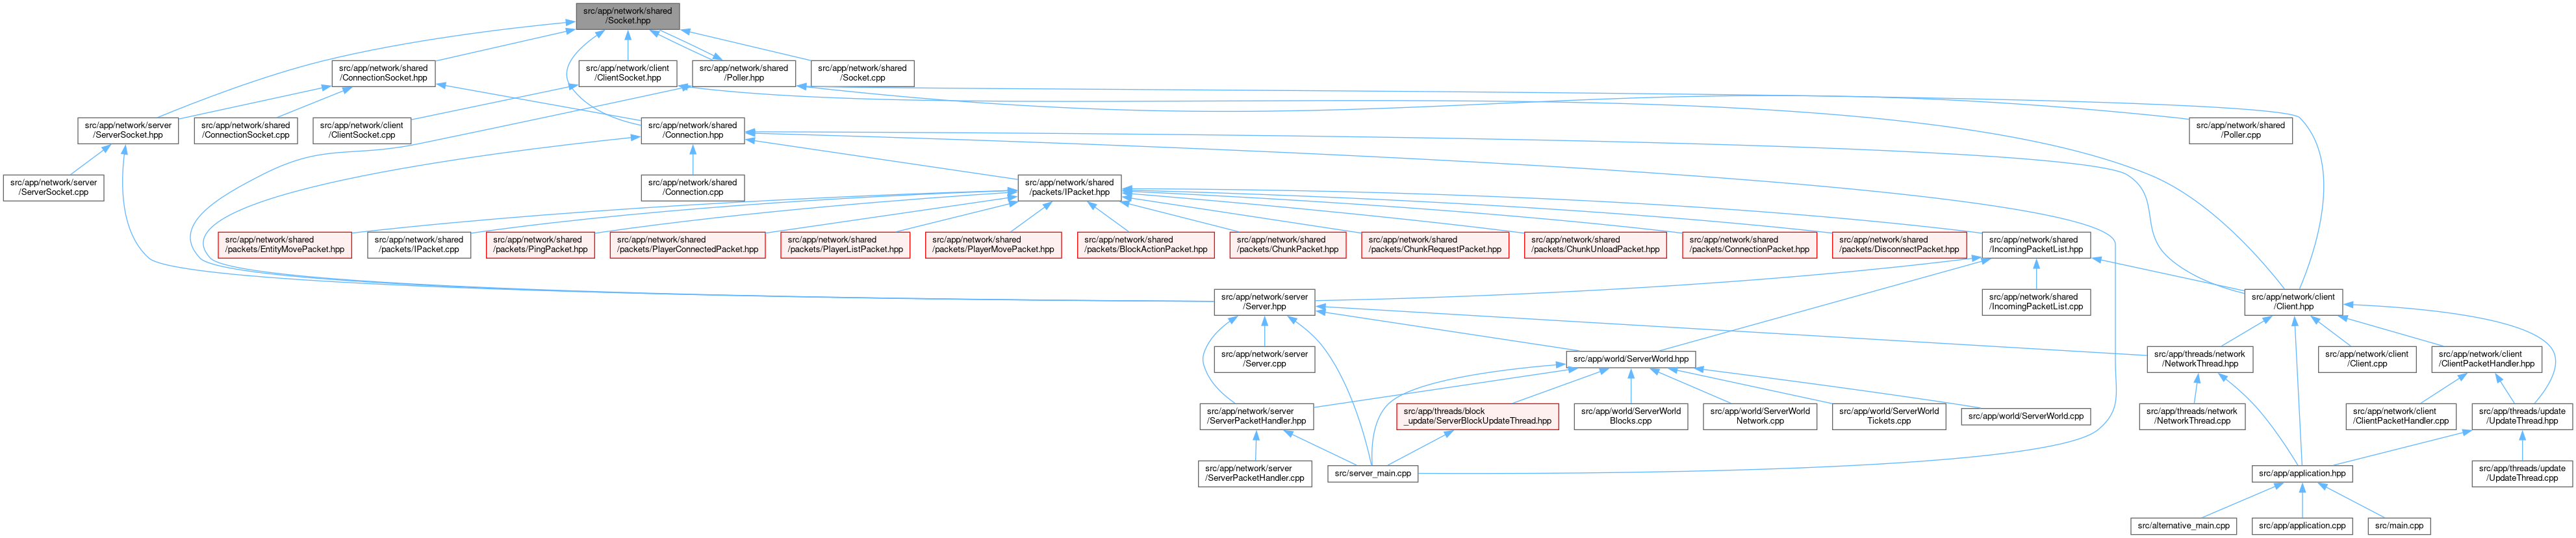 src/app/network/shared
/Socket.hpp
src/app/network/shared
/ConnectionSocket.hpp
src/app/network/client
/ClientSocket.hpp
src/app/network/shared
/Poller.hpp
src/app/network/shared
/Socket.cpp
src/app/network/server
/ServerSocket.hpp
src/app/network/shared
/ConnectionSocket.cpp
src/app/network/client
/ClientSocket.cpp
src/app/network/shared
/Connection.hpp
src/app/network/shared
/Poller.cpp
src/app/network/server
/ServerSocket.cpp
src/app/network/shared
/Connection.cpp
src/app/network/shared
/packets/IPacket.hpp
src/app/network/shared
/packets/EntityMovePacket.hpp
src/app/network/shared
/packets/IPacket.cpp
src/app/network/shared
/packets/PingPacket.hpp
src/app/network/shared
/packets/PlayerConnectedPacket.hpp
src/app/network/shared
/packets/PlayerListPacket.hpp
src/app/network/shared
/packets/PlayerMovePacket.hpp
src/app/network/shared
/packets/BlockActionPacket.hpp
src/app/network/shared
/packets/ChunkPacket.hpp
src/app/network/shared
/packets/ChunkRequestPacket.hpp
src/app/network/shared
/packets/ChunkUnloadPacket.hpp
src/app/network/shared
/packets/ConnectionPacket.hpp
src/app/network/shared
/packets/DisconnectPacket.hpp
src/app/network/shared
/IncomingPacketList.hpp
src/app/network/server
/Server.hpp
src/app/network/shared
/IncomingPacketList.cpp
src/app/network/client
/Client.hpp
src/app/network/server
/Server.cpp
src/app/world/ServerWorld.hpp
src/app/threads/network
/NetworkThread.hpp
src/app/network/client
/Client.cpp
src/app/network/client
/ClientPacketHandler.hpp
src/app/network/server
/ServerPacketHandler.hpp
src/app/threads/block
_update/ServerBlockUpdateThread.hpp
src/app/world/ServerWorld
Blocks.cpp
src/app/world/ServerWorld
Network.cpp
src/app/world/ServerWorld
Tickets.cpp
src/app/world/ServerWorld.cpp
src/app/threads/network
/NetworkThread.cpp
src/app/network/client
/ClientPacketHandler.cpp
src/app/threads/update
/UpdateThread.hpp
src/app/network/server
/ServerPacketHandler.cpp
src/server_main.cpp
src/app/application.hpp
src/app/threads/update
/UpdateThread.cpp
src/alternative_main.cpp
src/app/application.cpp
src/main.cpp